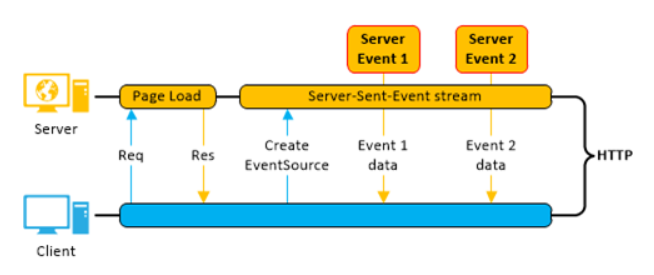 Server
Event 1
Server
Event 2
Page Load
Server-Sent-Event stream
Server
Req
Res
Create
EventSource
Event 1
data
Event 2
data
HTTP
Client